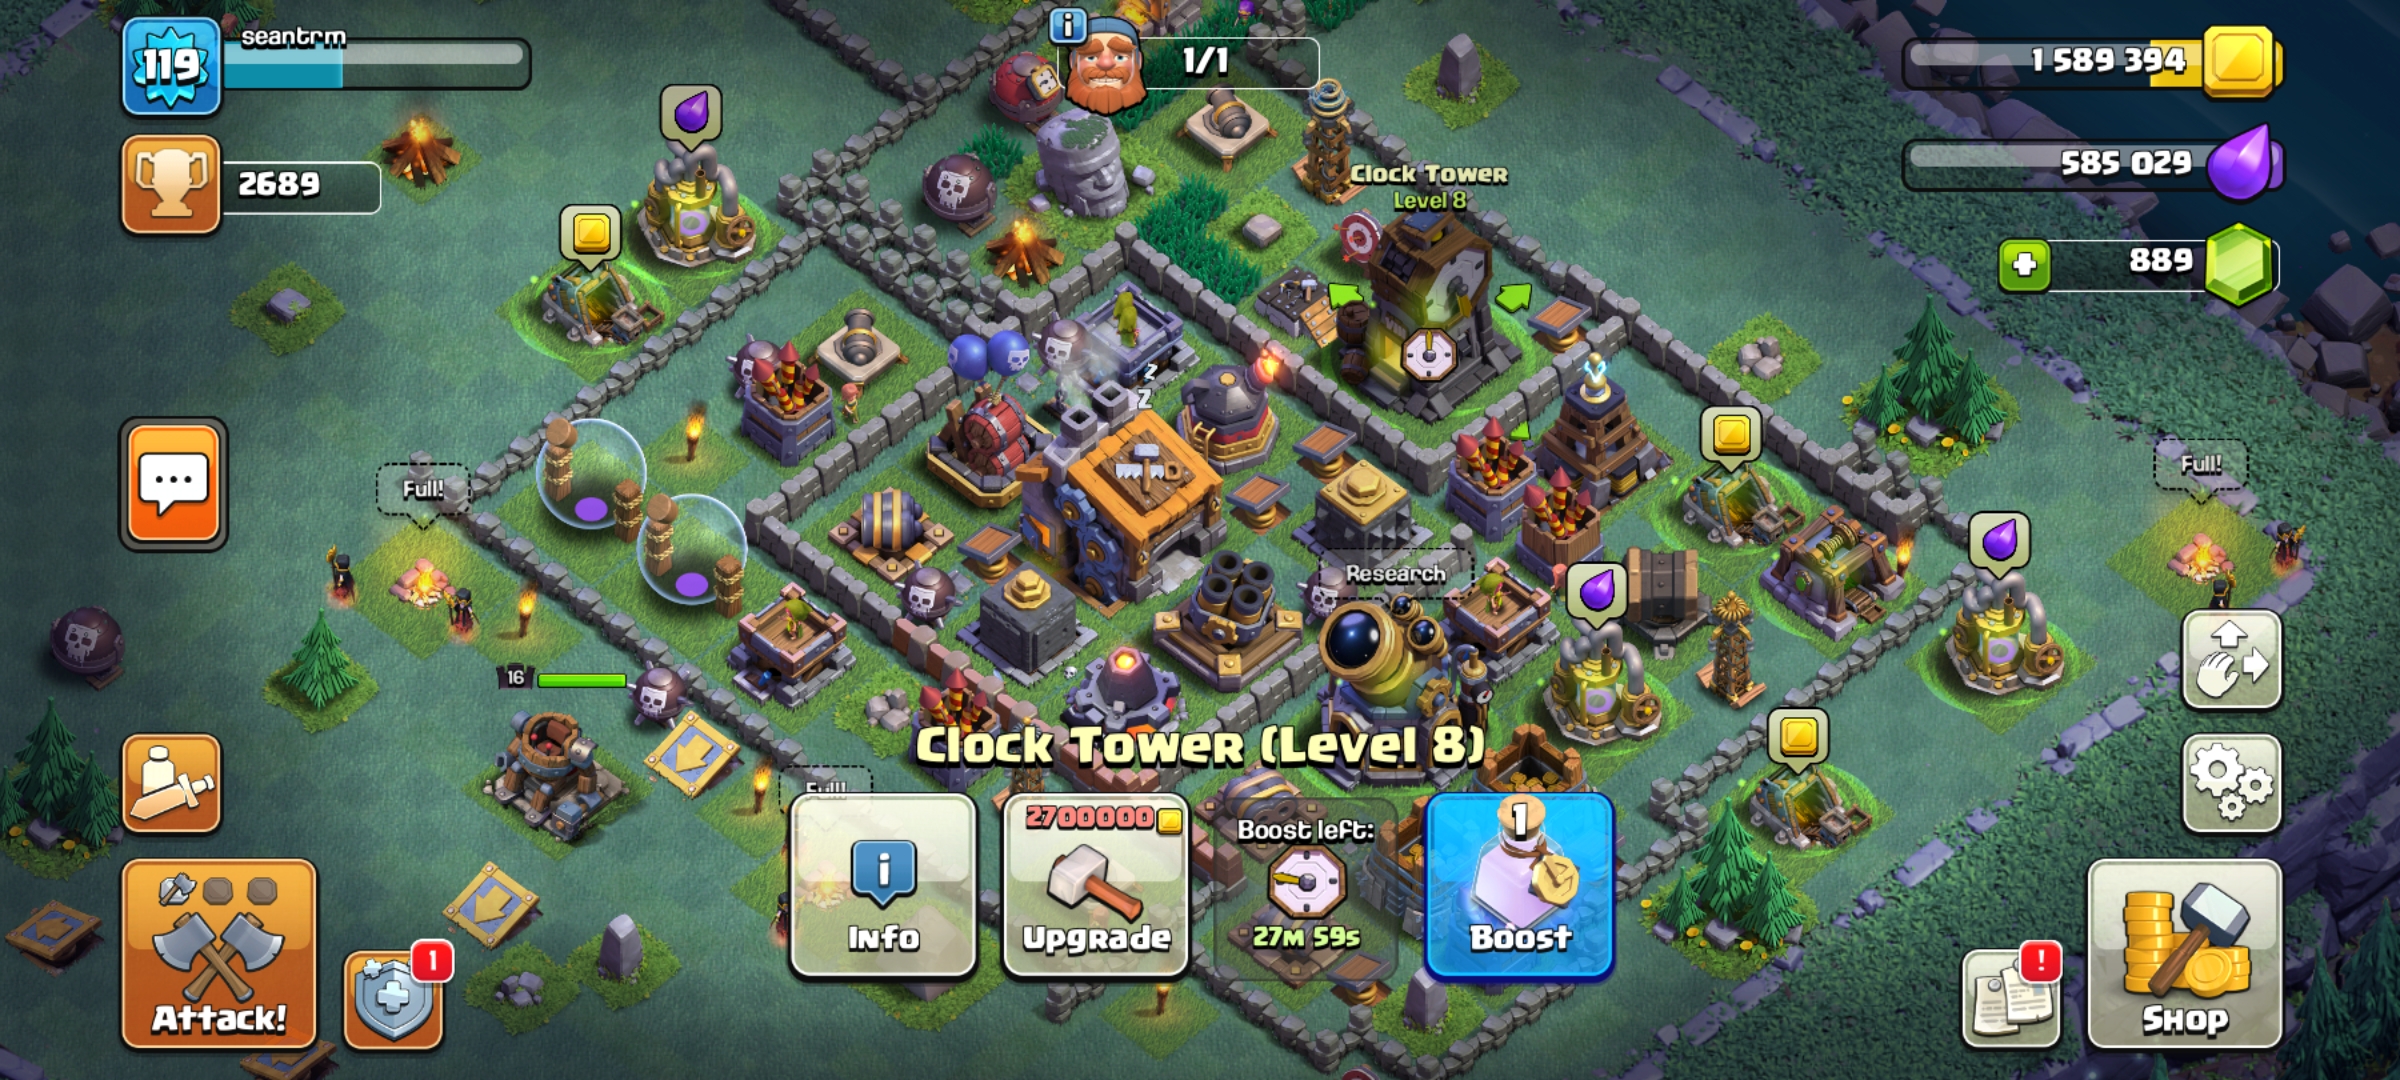 seantrm
119
1/1
1 589 394
2689
585 029
Clock Tower
Level 8
889
Z
Z
Full!
Full!
Research
16
Clock Tower (Level 8)
Full!
2700000
Boost left:
1
Info
Upgrade
27m 59s
Boost
1
!
Attack!
Shop